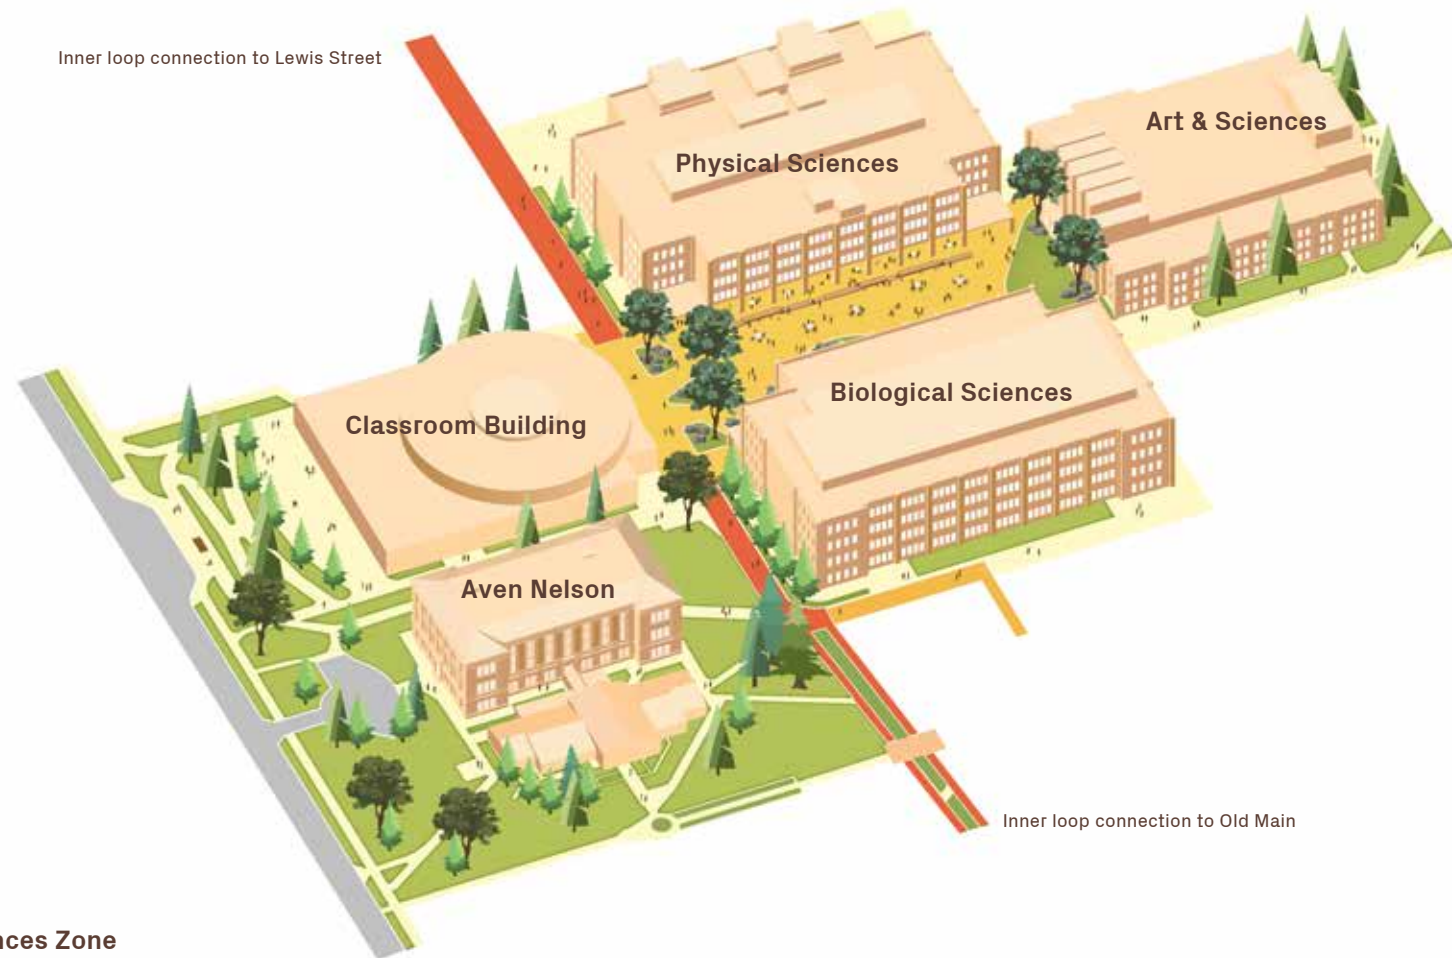 Inner loop connection to Lewis Street
Art & Sciences
Physical Sciences
Biological Sciences
Classroom Building
Aven Nelson
Inner loop connection to Old Main
Zone